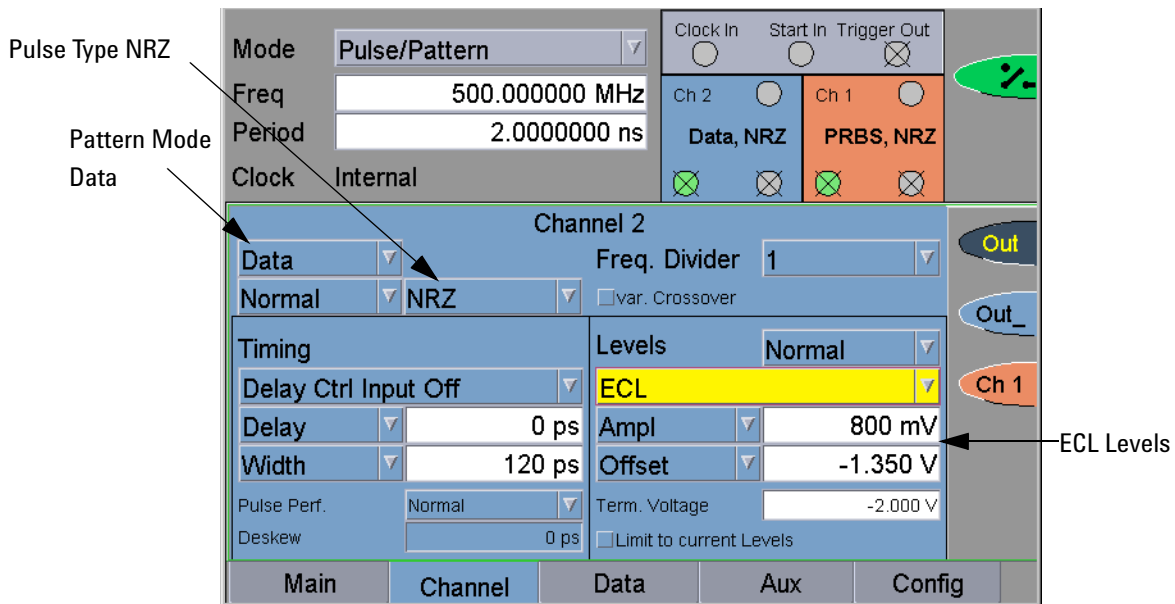 Pulse Type NRZ
Pattern Mode
Data
Mode Pulse/Pattern
Freq 500.000000 MHz
Period 2.0000000 ns
Clock Internal
Clock In Start In Trigger Out
Ch 2
Data, NRZ
Ch 1
PRBS, NRZ
Channel 2
Data
Freq. Divider 1
Normal NRZ
var. Crossover
Timing
Delay Ctrl Input Off
Delay 0 ps
Width 120 ps
Pulse Perf. Normal
Deskew 0 ps
Levels Normal
ECL
Ampl 800 mV
Offset -1.350 V
Term. Voltage -2.000 V
Limit to current Levels
Out
Out_
Ch 1
ECL Levels
Main Channel Data Aux Config